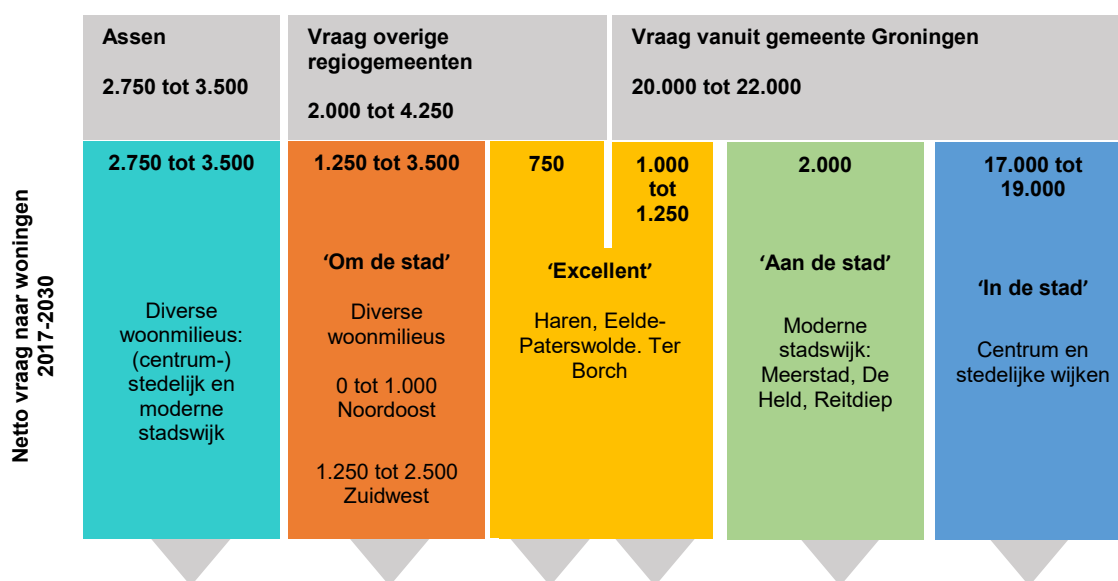 Netto vraag naar woningen
2017-2030
Assen
2.750 tot 3.500
Vraag overige
regiogemeenten
2.000 tot 4.250
Vraag vanuit gemeente Groningen
20.000 tot 22.000
2.750 tot 3.500
Diverse
woonmilieus:
(centrum-)
stedelijk en
moderne
stadswijk
1.250 tot 3.500
‘Om de stad’
Diverse
woonmilieus
0 tot 1.000
Noordoost
1.250 tot 2.500
Zuidwest
750
1.000
tot
1.250
‘Excellent’
Haren, Eelde-
Paterswolde. Ter
Borch
2.000
‘Aan de stad’
Moderne
stadswijk:
Meerstad, De
Held, Reitdiep
17.000 tot
19.000
‘In de stad’
Centrum en
stedelijke wijken